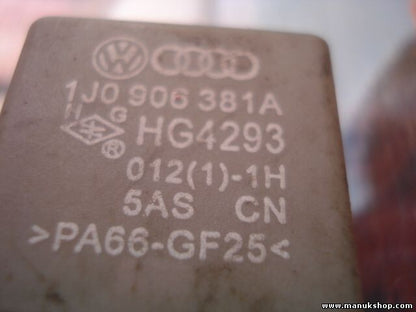 1J0 906 381A
H G
HG4293
012(1)-1H
5AS CN
>PA66-GF25<
www.manukshop.com